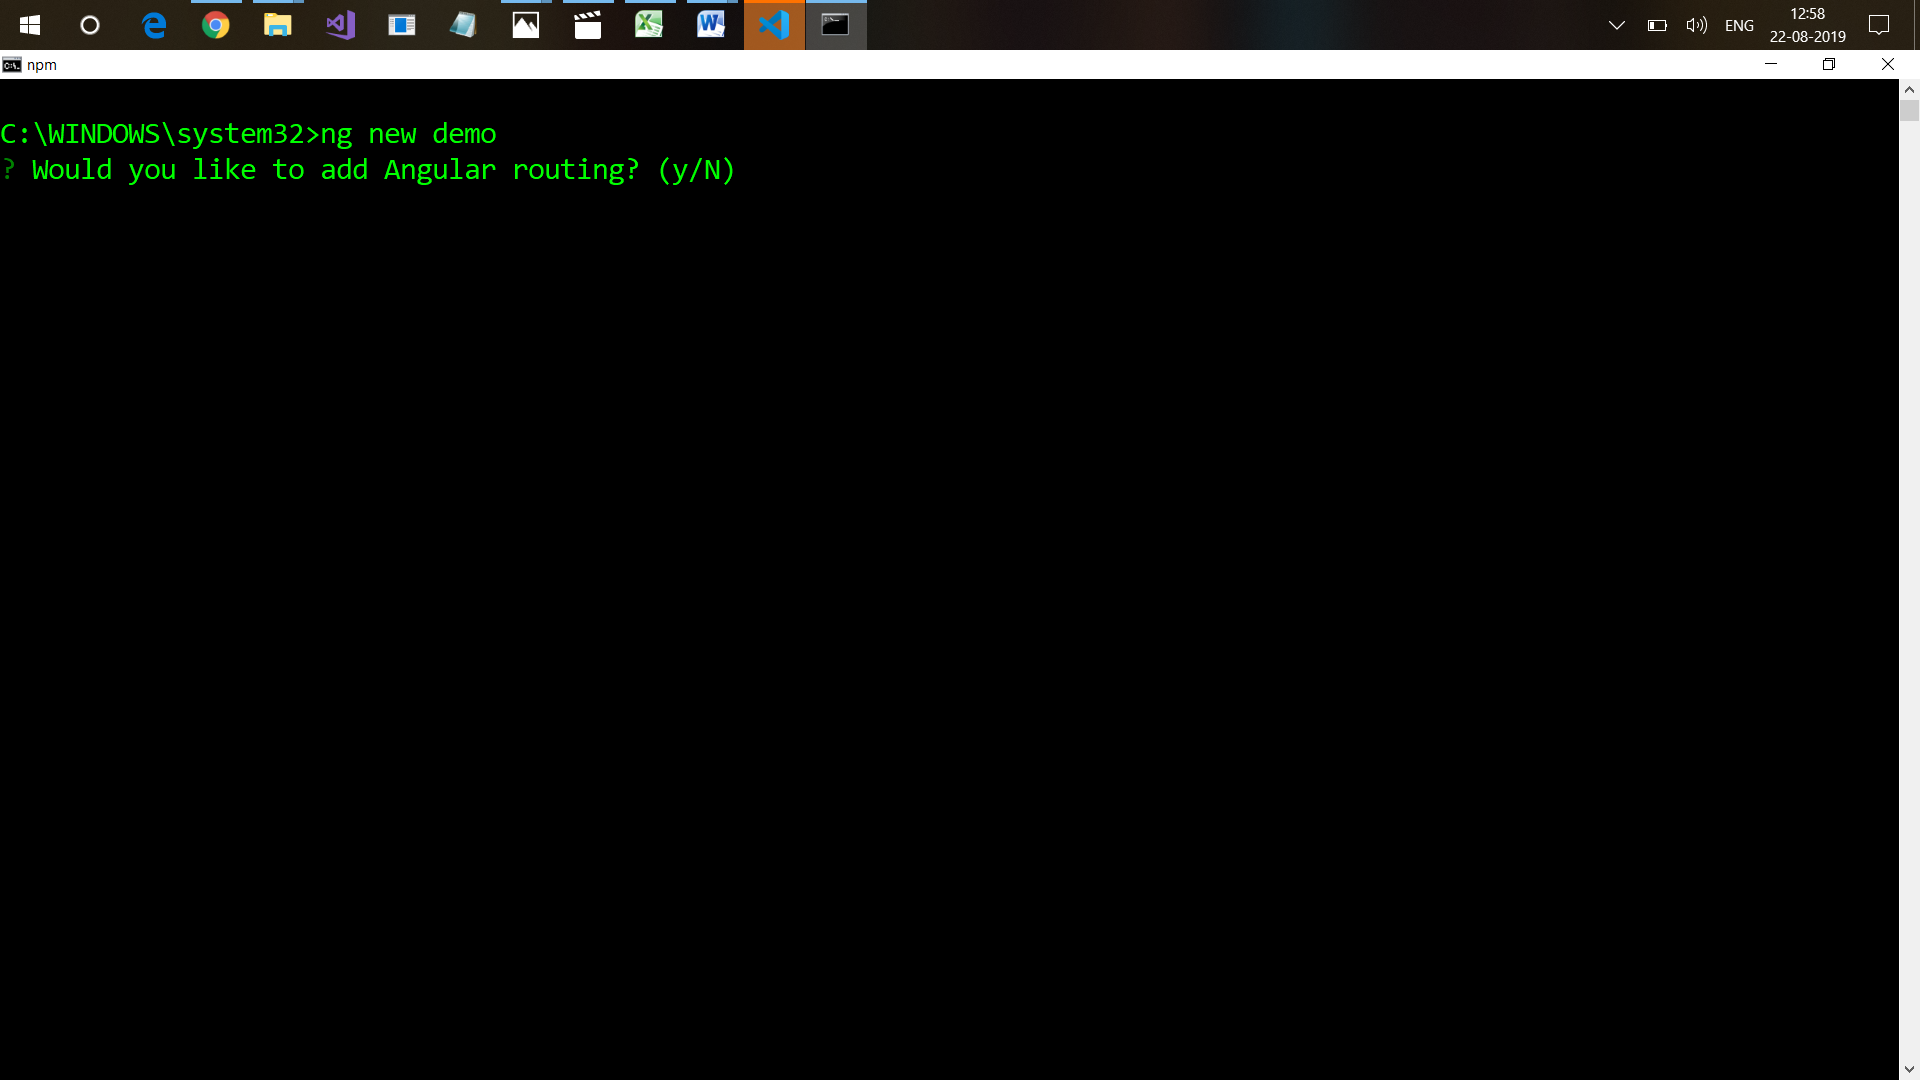 ENG
12:58
22-08-2019
npm
C:\WINDOWS\system32>ng new demo
? Would you like to add Angular routing? (y/N)